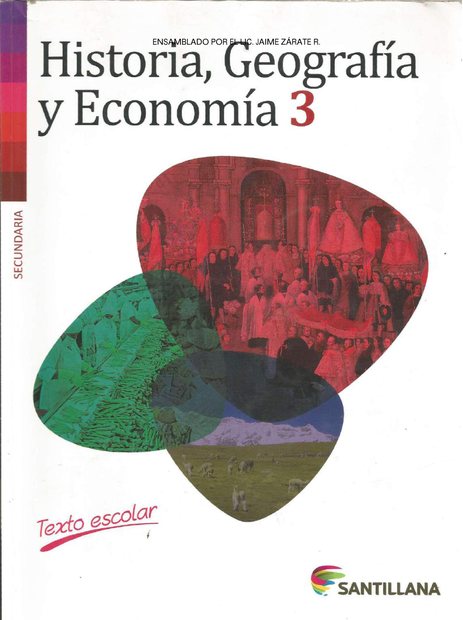 ENSAMBLADO POR EL LIC. JAIME ZÁRATE R.
Historia, Geografía
y Economía 3
SECUNDARIA
Texto escolar
SANTILLANA